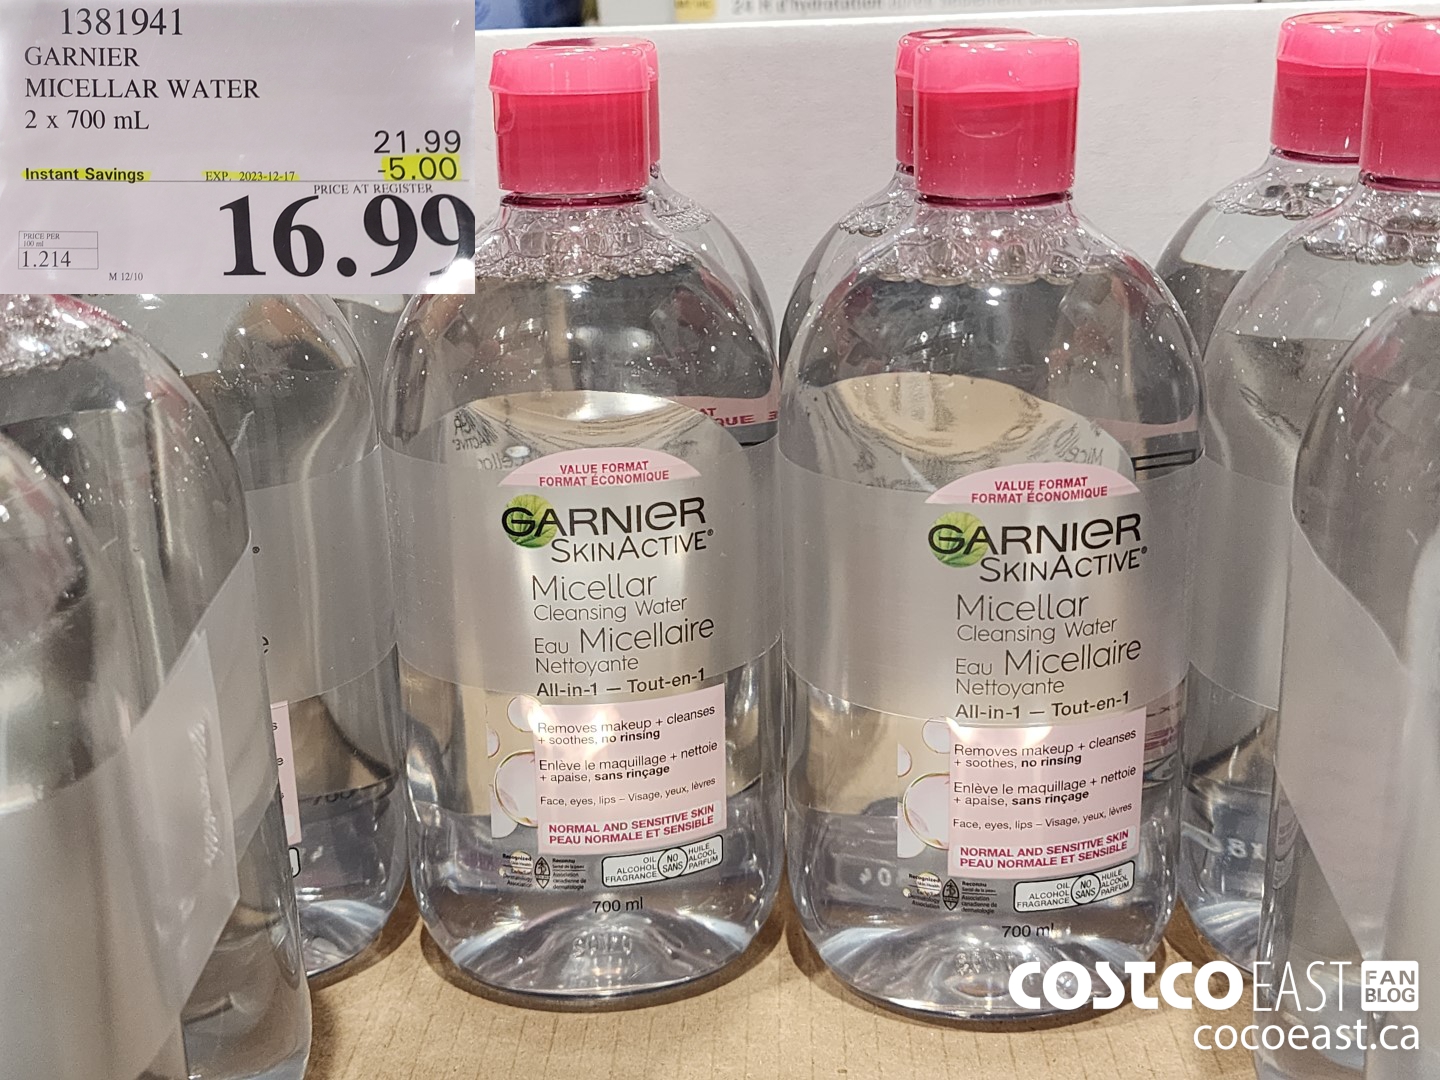 1381941
GARNIER
MICELLAR WATER
2 x 700 mL
21.99
Instant Savings EXP. 2023-12-17 -5.00
PRICE AT REGISTER
16.99
PRICE PER
100 ml
1.214
M 12/10
VALUE FORMAT
FORMAT ÉCONOMIQUE
GARNIER
SKINACTIVE®
Micellar
Cleansing Water
Eau Micellaire
Nettoyante
All-in-1 — Tout-en-1
Removes makeup + cleanses
+ soothes, no rinsing
Enlève le maquillage + nettoie
+ apaise, sans rinçage
Face, eyes, lips – Visage, yeux, lèvres
NORMAL AND SENSITIVE SKIN
PEAU NORMALE ET SENSIBLE
OIL
ALCOHOL
FRAGRANCE
NO
SANS
HUILE
ALCOOL
PARFUM
700 ml
VALUE FORMAT
FORMAT ÉCONOMIQUE
GARNIER
SKINACTIVE®
Micellar
Cleansing Water
Eau Micellaire
Nettoyante
All-in-1 — Tout-en-1
Removes makeup + cleanses
+ soothes, no rinsing
Enlève le maquillage + nettoie
+ apaise, sans rinçage
Face, eyes, lips – Visage, yeux, lèvres
NORMAL AND SENSITIVE SKIN
PEAU NORMALE ET SENSIBLE
OIL
ALCOHOL
FRAGRANCE
NO
SANS
HUILE
ALCOOL
PARFUM
700 ml
COSTCO EAST FAN BLOG
cocoeast.ca